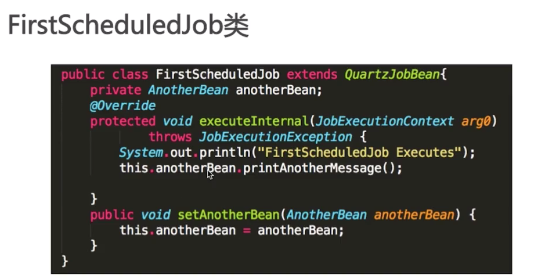 FirstScheduledJob类
public class FirstScheduledJob extends QuartzJobBean{
    private AnotherBean anotherBean;
    @Override
    protected void executeInternal(JobExecutionContext arg0)
            throws JobExecutionException {
        System.out.println("FirstScheduledJob Executes");
        this.anotherBean.printAnotherMessage();

    }
    public void setAnotherBean(AnotherBean anotherBean) {
        this.anotherBean = anotherBean;
    }
}